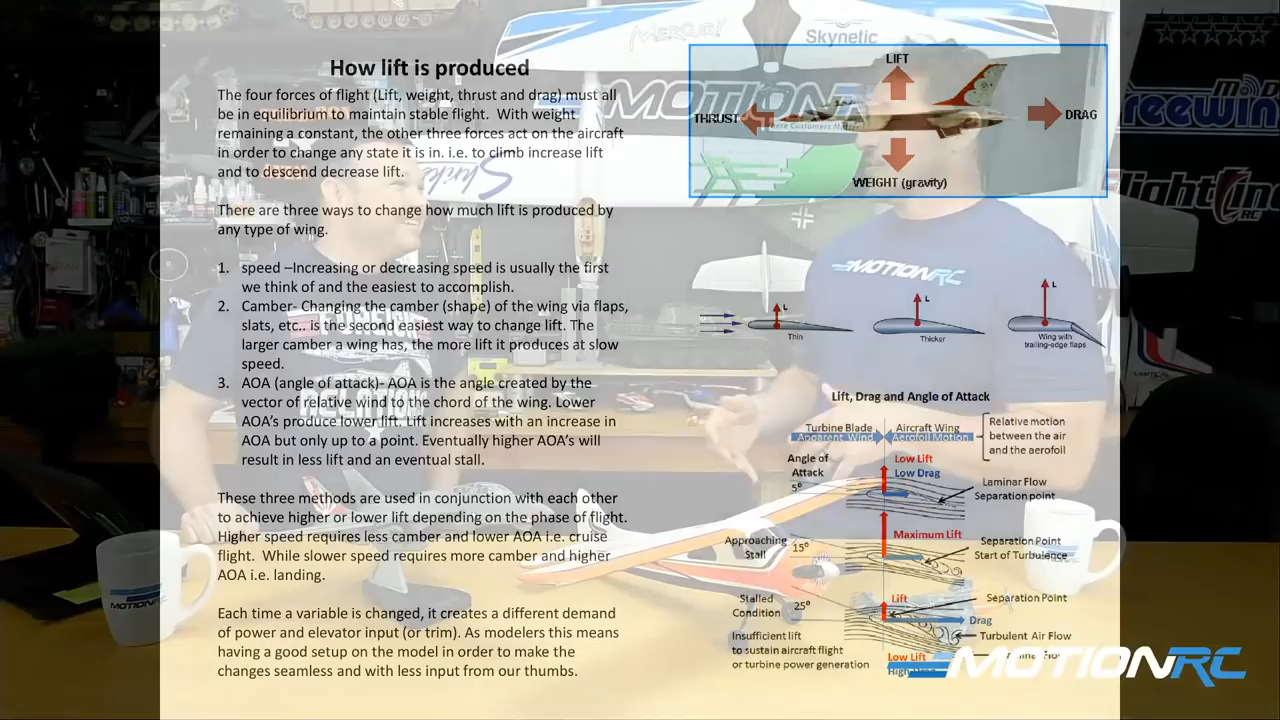 How lift is produced
The four forces of flight (Lift, weight, thrust and drag) must all
be in equilibrium to maintain stable flight. With weight
remaining a constant, the other three forces act on the aircraft
in order to change any state it is in. i.e. to climb increase lift
and to descend decrease lift.
There are three ways to change how much lift is produced by
any type of wing.
1. speed –Increasing or decreasing speed is usually the first
we think of and the easiest to accomplish.
2. Camber- Changing the camber (shape) of the wing via flaps,
slats, etc.. is the second easiest way to change lift. The
larger camber a wing has, the more lift it produces at slow
speed.
3. AOA (angle of attack)- AOA is the angle created by the
vector of relative wind to the chord of the wing. Lower
AOA's produce lower lift. Lift increases with an increase in
AOA but only up to a point. Eventually higher AOA's will
result in less lift and an eventual stall.
These three methods are used in conjunction with each other
to achieve higher or lower lift depending on the phase of flight.
Higher speed requires less camber and lower AOA i.e. cruise
flight. While slower speed requires more camber and higher
AOA i.e. landing.
Each time a variable is changed, it creates a different demand
of power and elevator input (or trim). As modelers this means
having a good setup on the model in order to make the
changes seamless and with less input from our thumbs.
MERCURY
Skynetic
MOTION
Shrike
LIFT
THRUST
DRAG
WEIGHT (gravity)
MOTIONRC
L
L
L
Thin
Thicker
Wing with
trailing-edge flaps
Lift, Drag and Angle of Attack
Turbine Blade
Apparent Wind
Aircraft Wing
Aerofoil Motion
Relative motion
between the air
and the aerofoil
Angle of
Attack
5°
Low Lift
Low Drag
Laminar Flow
Separation point
Approaching
Stall
15°
Maximum Lift
Separation Point
Start of Turbulence
Stalled
Condition
25°
Lift
Separation Point
Drag
Turbulent Air Flow
Insufficient lift
to sustain aircraft flight
or turbine power generation
Low Lift
High Drag
MOTIONRC
MOTION